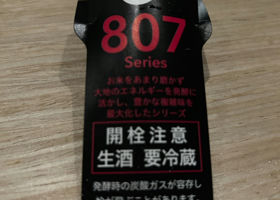 807
Series
お米をあまり磨かず
大地のエネルギーを発酵に
活かし、豊かな複雑味を
最大化したシリーズ
開栓注意
生酒 要冷蔵
発酵時の炭酸ガスが溶存し